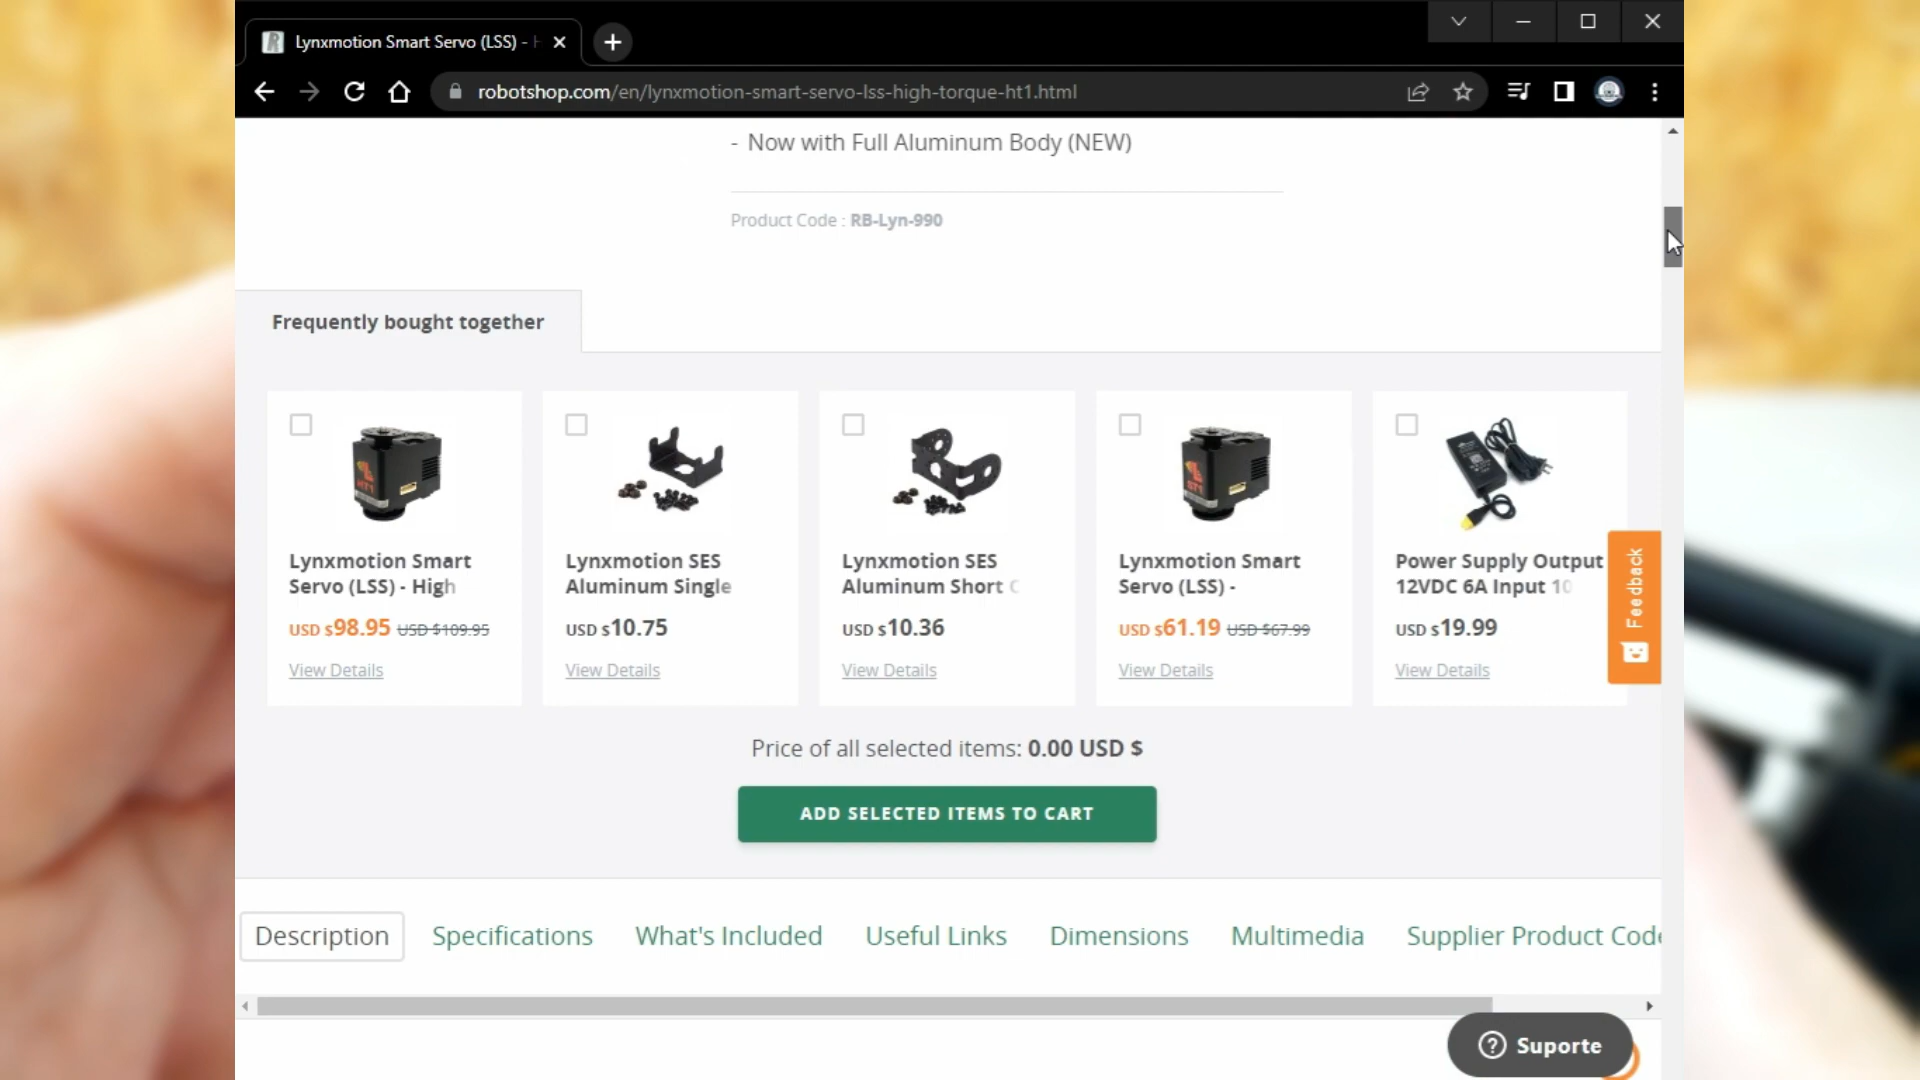 Lynxmotion Smart Servo (LSS) -
robotshop.com/en/lynxmotion-smart-servo-lss-high-torque-ht1.html
- Now with Full Aluminum Body (NEW)
Product Code : RB-Lyn-990
Frequently bought together
Lynxmotion Smart
Servo (LSS) - High
USD $98.95 USD $109.95
View Details
Lynxmotion SES
Aluminum Single
USD $10.75
View Details
Lynxmotion SES
Aluminum Short C
USD $10.36
View Details
Lynxmotion Smart
Servo (LSS) -
USD $61.19 USD $67.99
View Details
Power Supply Output
12VDC 6A Input 10
USD $19.99
View Details
Feedback
Price of all selected items: 0.00 USD $
ADD SELECTED ITEMS TO CART
Description Specifications What's Included Useful Links Dimensions Multimedia Supplier Product Code
Suporte